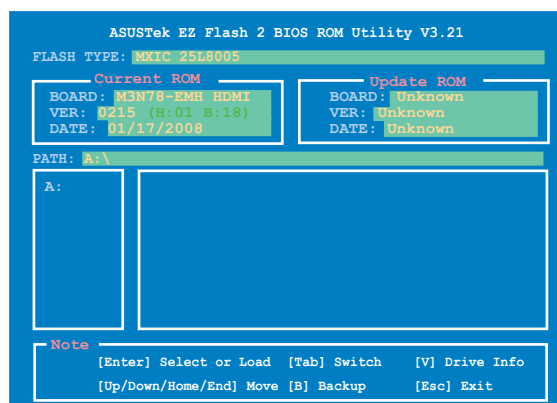 ASUSTek EZ Flash 2 BIOS ROM Utility V3.21
FLASH TYPE: MXIC 25L8005
Current ROM
BOARD: M3N78-EMH HDMI
VER: 0215 (H:01 B:18)
DATE: 01/17/2008
Update ROM
BOARD: Unknown
VER: Unknown
DATE: Unknown
PATH: A:\
A:
Note
[Enter] Select or Load [Tab] Switch [V] Drive Info
[Up/Down/Home/End] Move [B] Backup [Esc] Exit